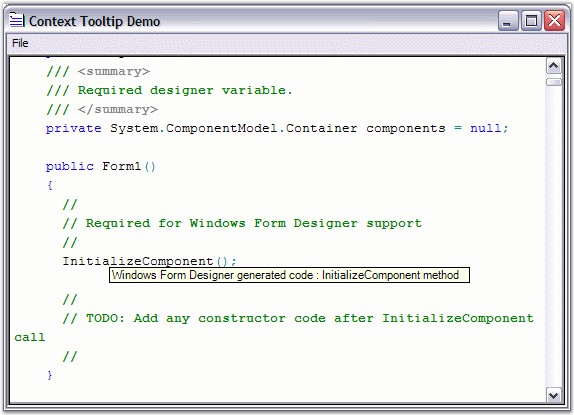 Context Tooltip Demo
File
/// <summary>
/// Required designer variable.
/// </summary>
private System.ComponentModel.Container components = null;
public Form1()
{
//
// Required for Windows Form Designer support
//
InitializeComponent();
Windows Form Designer generated code : InitializeComponent method
//
// TODO: Add any constructor code after InitializeComponent
call
//
}